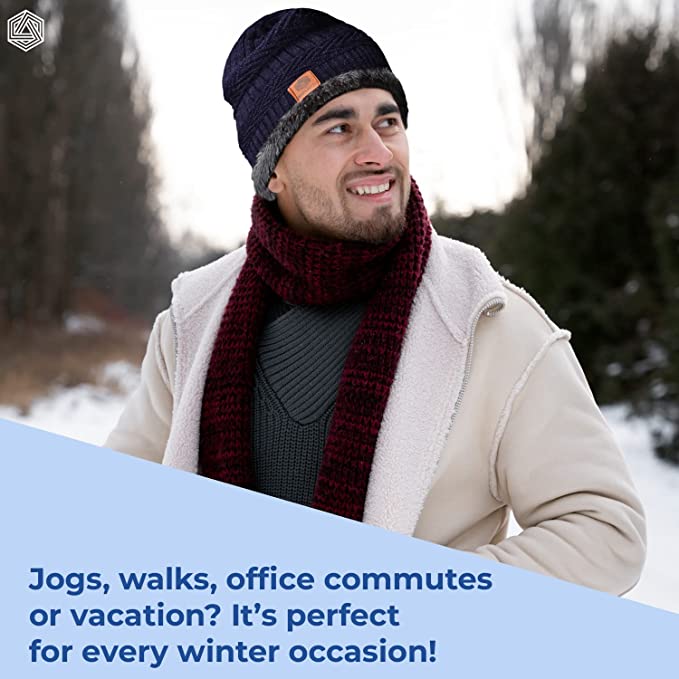 Jogs, walks, office commutes
or vacation? It’s perfect
for every winter occasion!